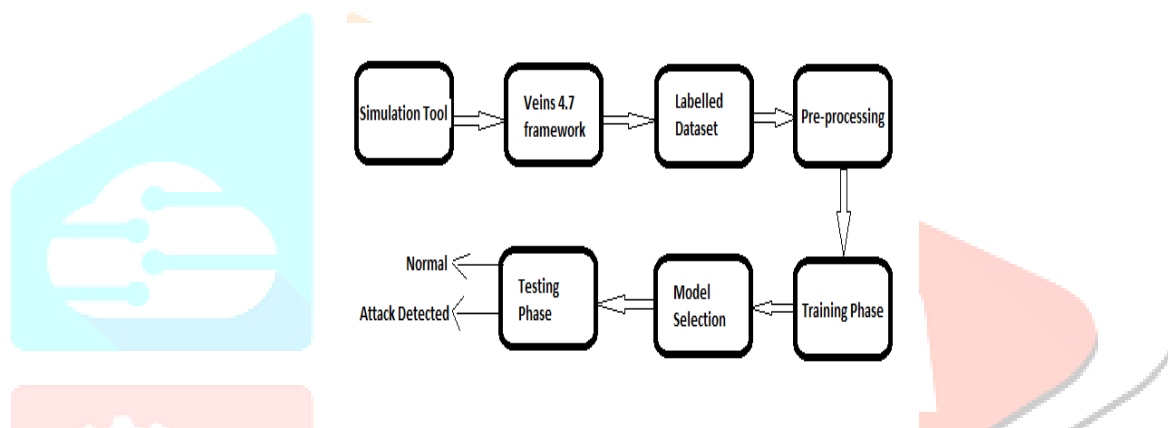 Simulation Tool
Veins 4.7
framework
Labelled
Dataset
Pre-processing
Training Phase
Model
Selection
Testing
Phase
Normal
Attack Detected